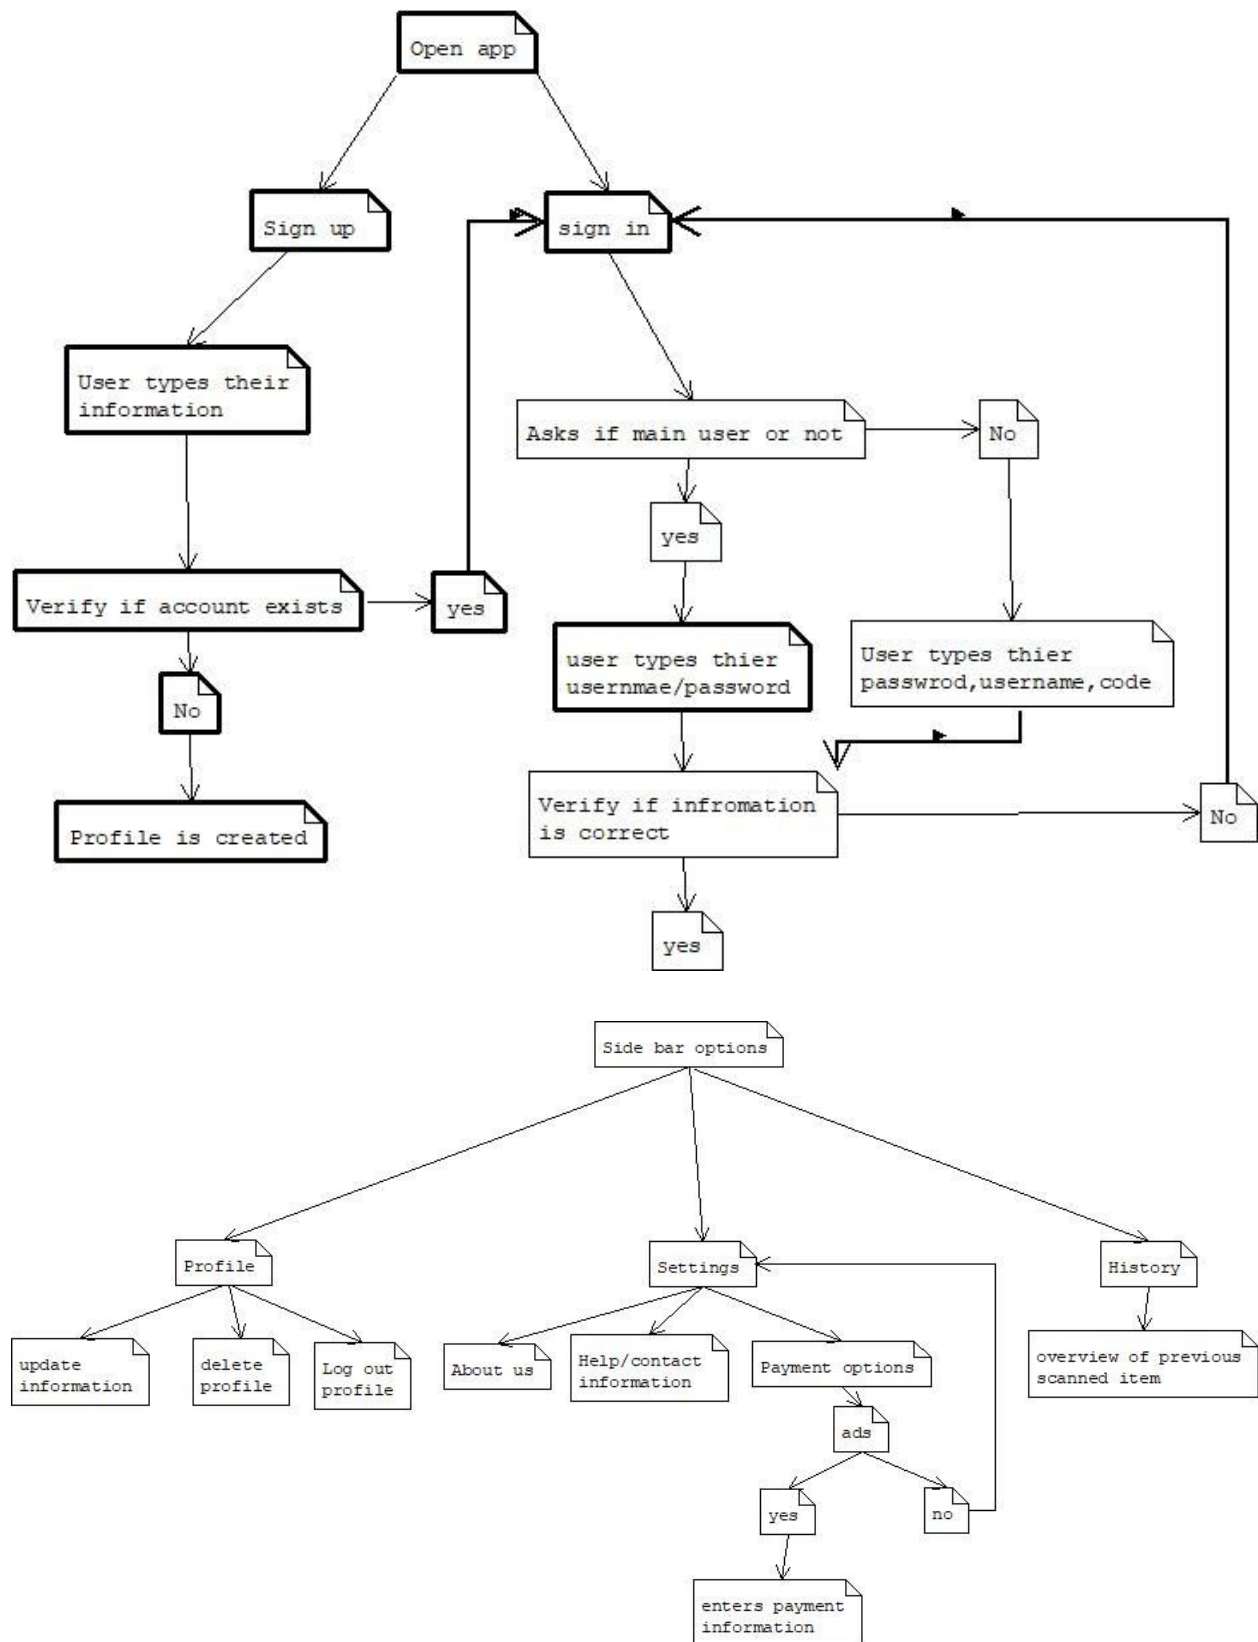 Open app
Sign up
sign in
User types their
information
Asks if main user or not
No
yes
Verify if account exists
yes
user types thier
usernmae/password
User types thier
passwrod,username,code
No
Verify if infromation
is correct
No
Profile is created
yes
Side bar options
Profile
Settings
History
update
information
delete
profile
Log out
profile
About us
Help/contact
information
Payment options
overview of previous
scanned item
ads
yes
no
enters payment
information